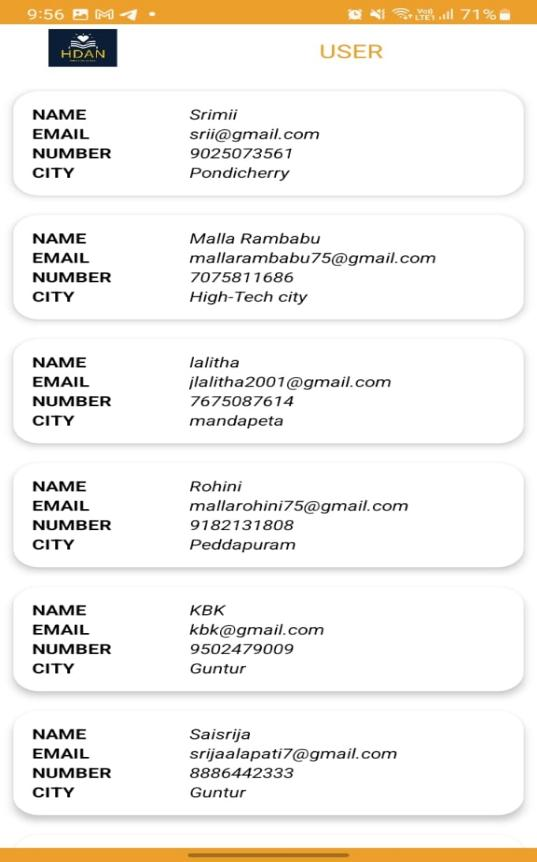 9:56
VoB
LTE1
71%
HDAN
USER
NAME Srimii
EMAIL srii@gmail.com
NUMBER 9025073561
CITY Pondicherry
NAME Malla Rambabu
EMAIL mallarambabu75@gmail.com
NUMBER 7075811686
CITY High-Tech city
NAME lalitha
EMAIL jlalitha2001@gmail.com
NUMBER 7675087614
CITY mandapeta
NAME Rohini
EMAIL mallarohini75@gmail.com
NUMBER 9182131808
CITY Peddapuram
NAME KBK
EMAIL kbk@gmail.com
NUMBER 9502479009
CITY Guntur
NAME Saisrija
EMAIL srijaalapati7@gmail.com
NUMBER 8886442333
CITY Guntur